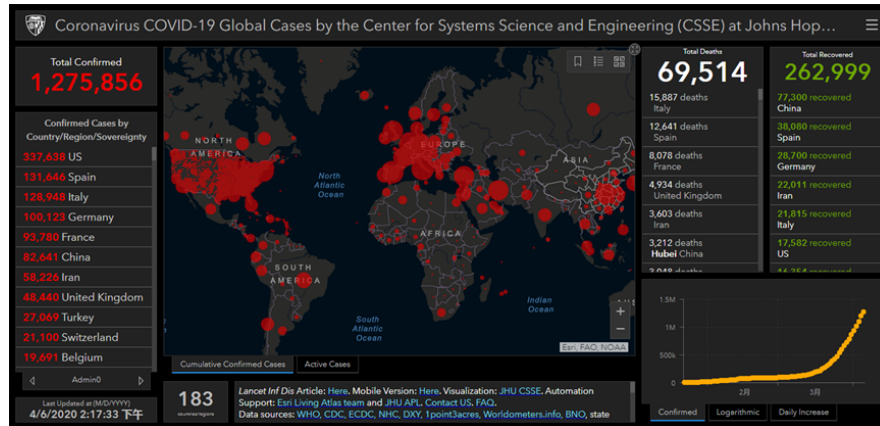 Coronavirus COVID-19 Global Cases by the Center for Systems Science and Engineering (CSSE) at Johns Hop...
Total Confirmed
1,275,856
Confirmed Cases by
Country/Region/Sovereignty
337,638 US
131,646 Spain
128,948 Italy
100,123 Germany
93,780 France
82,641 China
58,226 Iran
48,440 United Kingdom
27,069 Turkey
21,100 Switzerland
19,691 Belgium
Admin0
Last Updated at (M/D/YYYY)
4/6/2020 2:17:33 下午
NORTH
AMERICA
EUROPE
ASIA
North
Atlantic
Ocean
AFRICA
SOUTH
AMERICA
Indian
Ocean
South
Atlantic
Ocean
AUS
+
−
Esri, FAO, NOAA
Cumulative Confirmed Cases
Active Cases
183
countries/regions
Lancet Inf Dis Article: Here. Mobile Version: Here. Visualization: JHU CSSE. Automation
Support: Esri Living Atlas team and JHU APL. Contact US. FAQ.
Data sources: WHO, CDC, ECDC, NHC, DXY, 1point3acres, Worldometers.info, BNO, state
Total Deaths
69,514
15,887 deaths
Italy
12,641 deaths
Spain
8,078 deaths
France
4,934 deaths
United Kingdom
3,603 deaths
Iran
3,212 deaths
Hubei China
3,048 deaths
Total Recovered
262,999
77,300 recovered
China
38,080 recovered
Spain
28,700 recovered
Germany
22,011 recovered
Iran
21,815 recovered
Italy
17,582 recovered
US
recovered
1.5M
1M
500k
0
2月
3月
Confirmed
Logarithmic
Daily Increase